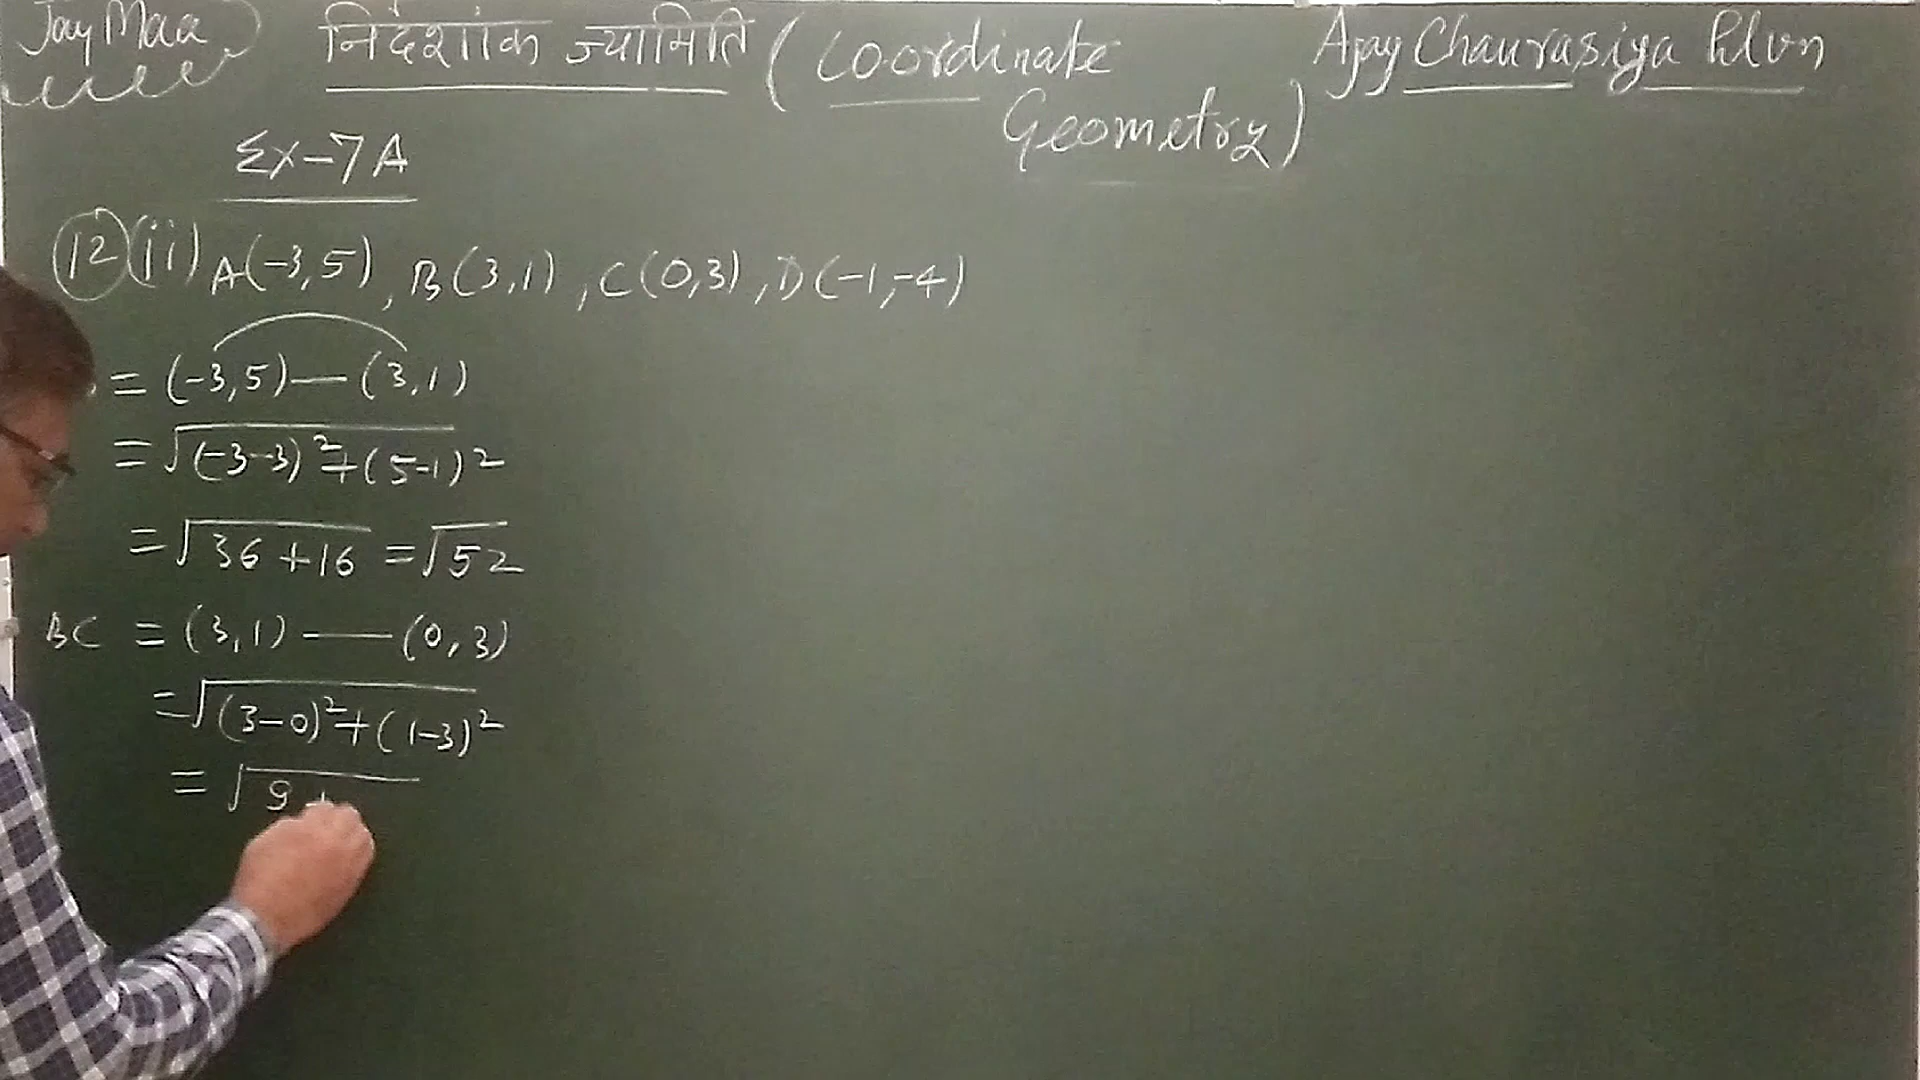 Jay Maa
निर्देशांक ज्यामिति (Coordinate Geometry)
Ajay Chaurasiya
Ex-7A
12 (ii) A(-3,5), B(3,1), C(0,3), D(-1,-4)
= (-3,5) — (3,1)
= √(-3-3)²+(5-1)²
= √36+16 = √52
BC = (3,1) — (0,3)
= √(3-0)²+(1-3)²
= √9+